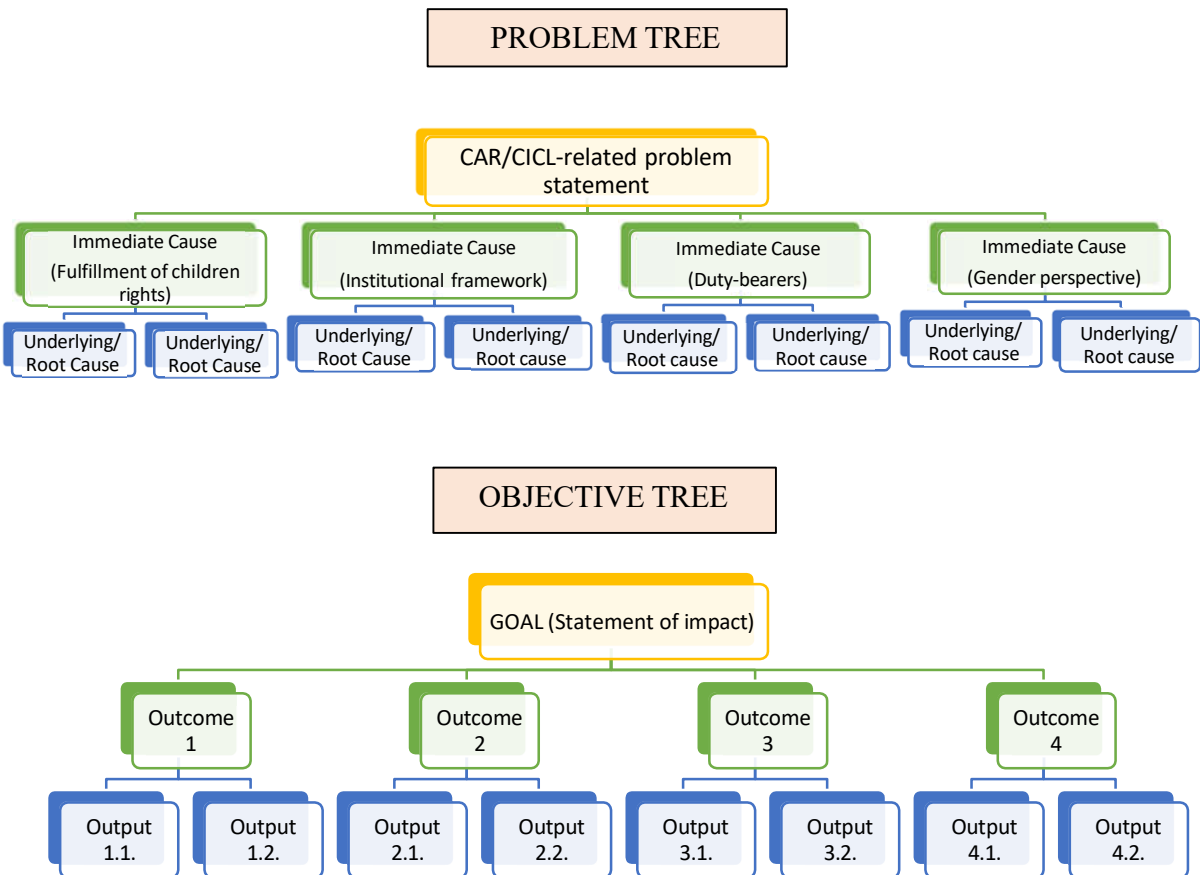 PROBLEM TREE
CAR/CICL-related problem
statement
Immediate Cause
(Fulfillment of children
rights)
Immediate Cause
(Institutional framework)
Immediate Cause
(Duty-bearers)
Immediate Cause
(Gender perspective)
Underlying/
Root Cause
Underlying/
Root Cause
Underlying/
Root Cause
Underlying/
Root cause
Underlying/
Root cause
Underlying/
Root cause
Underlying/
Root cause
Underlying/
Root cause
OBJECTIVE TREE
GOAL (Statement of impact)
Outcome
1
Outcome
2
Outcome
3
Outcome
4
Output
1.1.
Output
1.2.
Output
2.1.
Output
2.2.
Output
3.1.
Output
3.2.
Output
4.1.
Output
4.2.